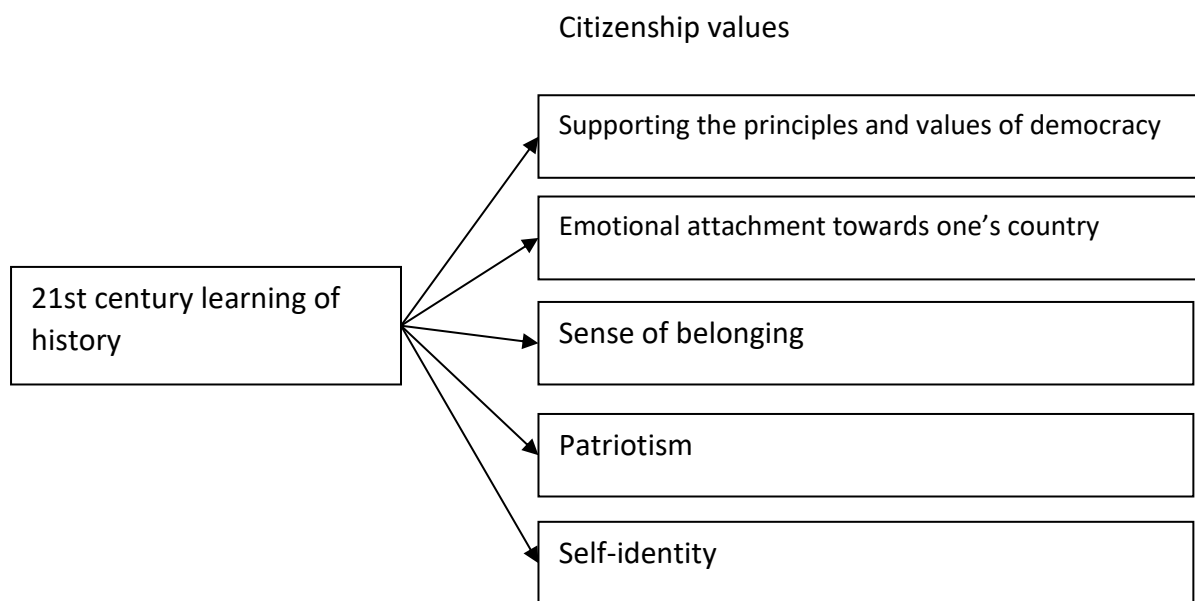 Citizenship values
Supporting the principles and values of democracy
Emotional attachment towards one’s country
21st century learning of
history
Sense of belonging
Patriotism
Self-identity